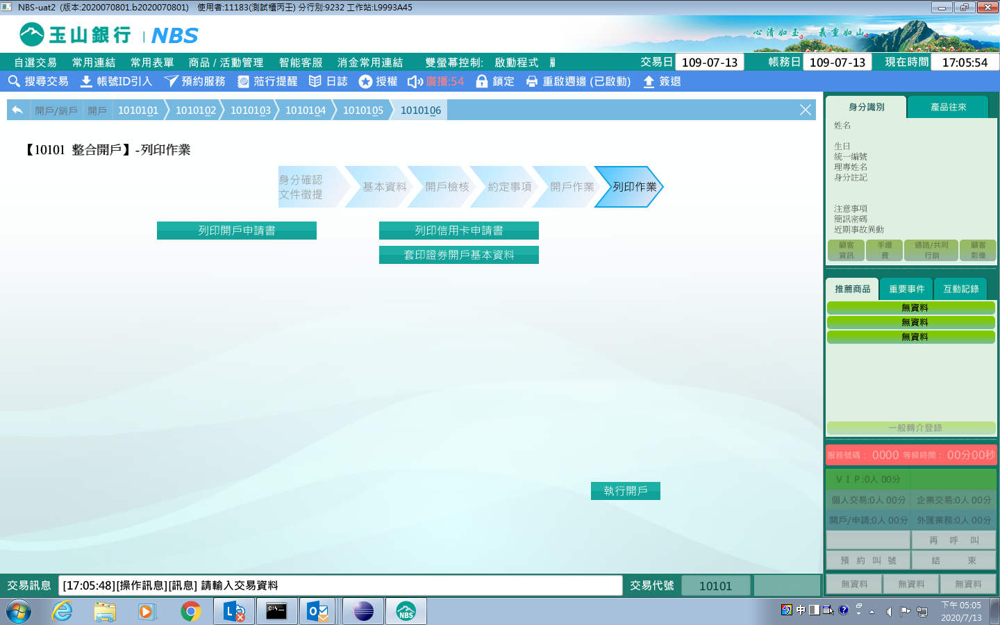 NBS-uat2 (版本:2020070801.b2020070801) 使用者:11183(測試櫃丙壬) 分行別:9232 工作站:L9993A45
玉山銀行 | NBS
心清如玉。 義重如山。
自選交易 常用連結 常用表單 商品 / 活動管理 智能客服 消金常用連結 雙螢幕控制: 啟動程式
交易日 109-07-13 帳務日 109-07-13 現在時間 17:05:54
搜尋交易 帳號ID引入 預約服務 蒞行提醒 日誌 授權 廣播:54 鎖定 重啟週邊 (已啟動) 簽退
開戶/銷戶 開戶 1010101 1010102 1010103 1010104 1010105 1010106
【10101 整合開戶】-列印作業
身分確認
文件徵提
基本資料 開戶檢核 約定事項 開戶作業 列印作業
列印開戶申請書 列印信用卡申請書
套印證券開戶基本資料
執行開戶
身分識別 產品往來
姓名
生日
統一編號
理專姓名
身分註記
注意事項
簡訊密碼
近期事故異動
顧客
資訊
手續
費
通路/共同
行銷
顧客
影像
推薦商品 重要事件 互動記錄
無資料
無資料
無資料
一般轉介登錄
服務號碼: 0000 等候時間: 00分00秒
VIP:0人 00分
個人交易:0人 00分 企業交易:0人 00分
開戶/申請:0人 00分 外匯業務:0人 00分
再 呼 叫
預 約 叫 號 結 束
無資料 無資料 無資料
交易訊息 [17:05:48][操作訊息][訊息] 請輸入交易資料 交易代號 10101
中
下午 05:05
2020/7/13